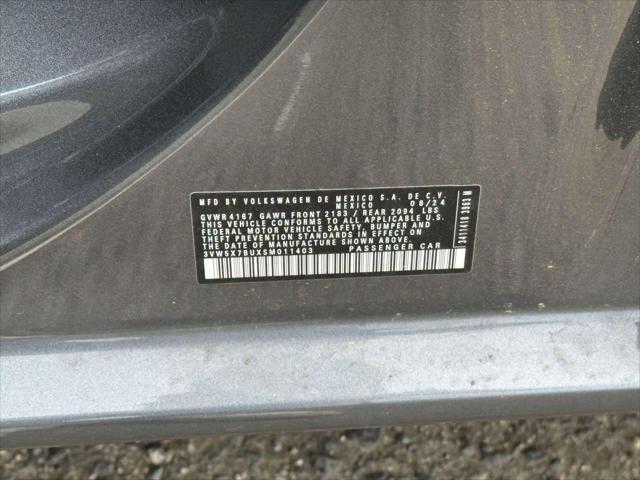 MFD BY VOLKSWAGEN DE MEXICO S.A. DE C.V.
MEXICO 08/24
GVWR 4167 GAWR FRONT 2183 / REAR 2094 LBS
THIS VEHICLE CONFORMS TO ALL APPLICABLE U.S.
FEDERAL MOTOR VEHICLE SAFETY, BUMPER AND
THEFT PREVENTION STANDARDS IN EFFECT ON
THE DATE OF MANUFACTURE SHOWN ABOVE.
3VW5X7BUXSM011403 PASSENGER CAR